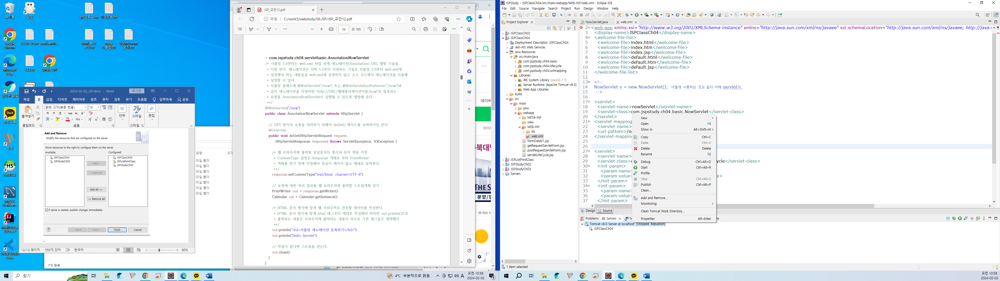 휴지통
알집
git 업로드.txt
기억정보.txt
Google Chrome
24-01-25.txt
workbench....
html 문서 구성.txt
node 사용법.txt
ubuntu nvm 설치.txt
Microsoft Edge
123.txt
Whale ON
네이버 웨일
카카오톡
픽픽
HeidiSQL
MySQL Workben...
IntelliJ IDEA 2023.3.2
Visual Studio Code
2024-02-02_JSP.docx - Word
로그인
파일 홈 삽입 디자인 레이아웃 참조 편지 검토 보기 도움말 입력하세 공유
붙여넣기
맑은 고딕(본문 한글) 10
단락
스타일
편집
클립보드
글꼴
스타일
Add and Remove
Modify the resources that are configured on the server
Move resources to the right to configure them on the server
Available:
Configured:
JSPClassCh04
JSPStudyCh02
JSPClassCh03
JSPListPrintClass
JSPStudyCh03
Add >
< Remove
Add All >>
<< Remove All
If server is started, publish changes immediately
< Back
Next >
Finish
Cancel
12/12 페이지 550개 단어 한국어 80%
유형
크기
파일 폴더
파일 폴더
파일 폴더
파일 폴더
파일 폴더
파일 폴더
파일 폴더
7개 항목
JSP_교안12.pdf
파일 C:/work3/webstudy/06.JSP/JSP_교안12.pdf
34 의 165
- com.jspstudy.ch04.servletbasic.AnnotationNowServlet
/* 서블릿 3.0부터는 web.xml 파일 외에 애노테이션(Annotation) URL 맵핑 기술을
* 지원 한다. 애노테이션은 자바 5.0부터 지원하는 기술로 서블릿 3.0부터 web.xml에
* 설정해야 하는 내용들을 web.xml에 설정하지 않고 소스 코드에서 애노테이션을 사용해
* 설정할 수 있다.
* 서블릿 클래스에 @WebServlet("/now") 또는 @WebServlet(urlPatterns="/now")과
* 같이 애노테이션을 지정하면 "http://URL/웹애플리케이션이름/now"로 접속되는
* 요청을 AnnotationNowServlet이 실행될 수 있도록 맵핑해 준다.
**/
@WebServlet("/now")
public class AnnotationNowServlet extends HttpServlet {
// GET 방식의 요청을 처리하기 위해서 doGet() 메서드를 오버라이딩 한다.
@Override
public void doGet(HttpServletRequest request,
HttpServletResponse response) throws ServletException, IOException {
/* 웹 브라우저에 출력될 응답문서의 형식과 문자 셋을 지정
* ContentType 설정은 Response 객체로 부터 PrintWriter
* 객체를 얻기 전에 지정해야 한글이 깨지지 않고 제대로 동작한다.
**/
response.setContentType("text/html; charset=UTF-8");
// 요청에 대한 처리 결과를 웹 브라우저에 출력할 스트림객체 얻기
PrintWriter out = response.getWriter();
Calendar cal = Calendar.getInstance();
/* HTML 문서 형식에 맞게 웹 브라우저로 전송할 데이터를 작성한다.
* HTML 문서 형식에 맞게 html 태그부터 제대로 작성해야 하지만 out.println()으로
* 출력되는 내용은 브라우저에 출력되는 내용이 되므로 기본 태그들은 생략했다.
**/
out.println("<h2>서블릿 애노테이션 등록하기</h2>");
out.println("Hello Servlet");
// 작업이 끝나면 스트림을 닫는다.
out.close();
}
}
네이버
THE S
예보 비
찾기
4°C 부분적으로 맑음
A
오전 10:58
2024-02-02
JSPStudy - JSPClassCh04/src/main/webapp/WEB-INF/web.xml - Eclipse IDE
File Edit Source Navigate Search Project Run Design Window Help
Project Explorer
JSPClassCh03
JSPClassCh04
Deployment Descriptor: JSPClassCh04
JAX-WS Web Services
Java Resources
src/main/java
com.jspstudy.ch04.basic
com.jspstudy.ch04.lifecycle
com.jspstudy.ch04.urlmapping
Libraries
JRE System Library [JavaSE-17]
Server Runtime [Apache Tomcat v9.0]
Web App Libraries
build
src
main
java
webapp
META-INF
view
WEB-INF
lib
web.xml
formData01.jsp
getRequestServletForm.jsp
postRequestServletForm.jsp
servletLifeCycle.jsp
JSPListPrintClass
JSPStudyCh02
JSPStudyCh03
Servers
NowServlet.java
web.xml
2 <web-app xmlns:xsi="http://www.w3.org/2001/XMLSchema-instance" xmlns="http://java.sun.com/xml/ns/javaee" xsi:schemaLocation="http://java.sun.com/xml/ns/javaee; http://java.s
3 <display-name>JSPClassCh04</display-name>
4 <welcome-file-list>
5 <welcome-file>index.html</welcome-file>
6 <welcome-file>index.htm</welcome-file>
7 <welcome-file>index.jsp</welcome-file>
8 <welcome-file>default.html</welcome-file>
9 <welcome-file>default.htm</welcome-file>
10 <welcome-file>default.jsp</welcome-file>
11 </welcome-file-list>
12
13 <!--
14 NowServlet s = new NowServlet(); 이렇게 사용하는 것과 같다 아래 servlet이.
15 -->
16
17 <servlet>
18 <servlet-name>nowServlet</servlet-name>
19 <servlet-class>com.jspstudy.ch04.basic.NowServlet</servlet-class>
20 </servlet>
21 <servlet-mapping
22 <servlet-name>
23 <url-pattern>/n
24 </servlet-mapp
25
26
27 <servlet>
28 <servlet-name>
29 <servlet-class>c ycle</servlet-class>
30 <init-param>
31 <param-name>
32 <param-value> >
33 </init-param>
34 <init-param>
35 <param-name>
36 <param-value>
37 </init-param>
New
Open F3
Show In Alt+Shift+W
Copy Ctrl+C
Paste Ctrl+V
Delete Delete
Rename F2
Debug Ctrl+Alt+D
Start Ctrl+Alt+R
Profile
Stop Ctrl+Alt+S
Publish Ctrl+Alt+P
Clean...
Add and Remove...
Monitoring
Clean Tomcat Work Directory...
Properties Alt+Enter
Design Source
Problems Servers Te
Tomcat v9.0 Server at localhost [Stopped, Republish]
JSPClassCh04
1 item selected
오전 10:58
2024-02-02